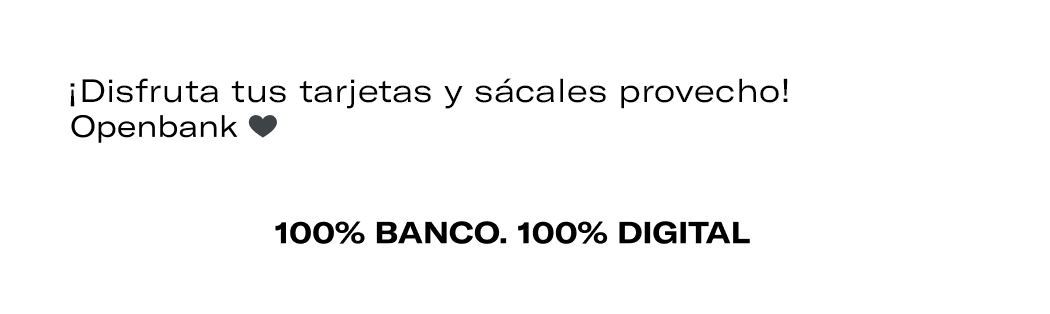 ¡Disfruta tus tarjetas y sácales provecho!
Openbank 🖤
100% BANCO. 100% DIGITAL